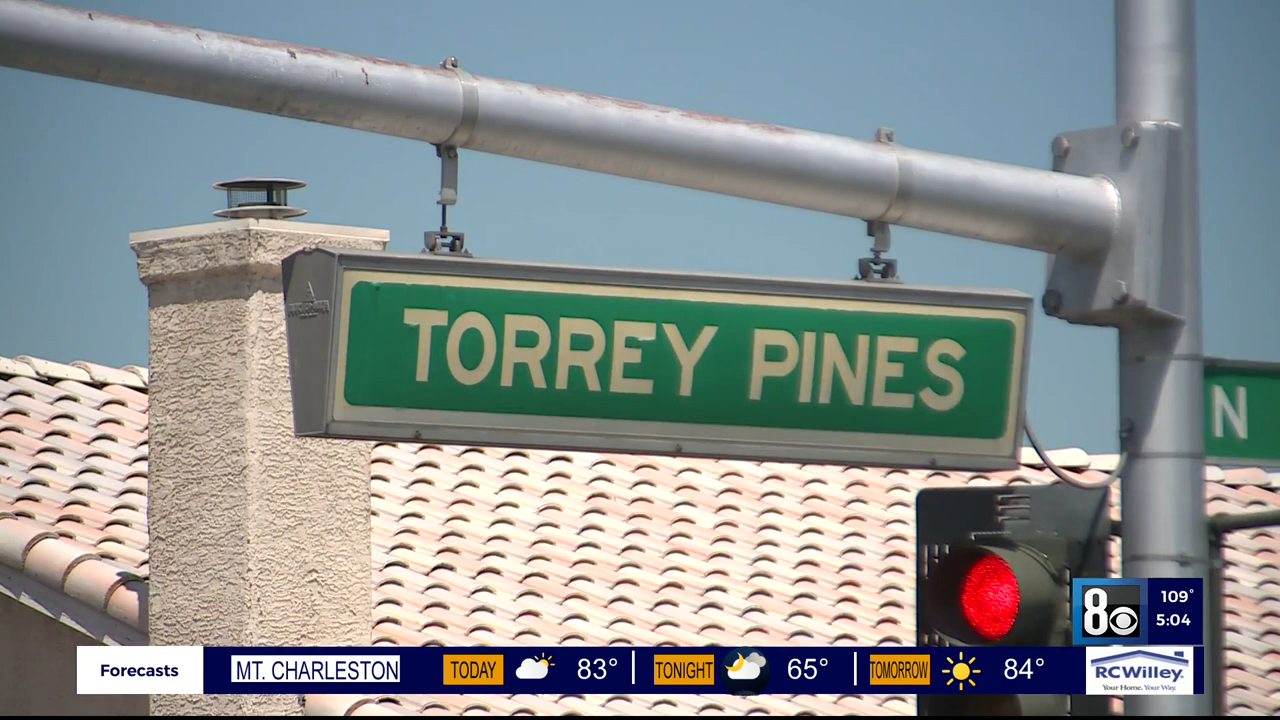 TORREY PINES
N
8
109°
5:04
Forecasts
MT. CHARLESTON
TODAY
83°
TONIGHT
65°
TOMORROW
84°
RCWilley.
Your Home. Your Way.